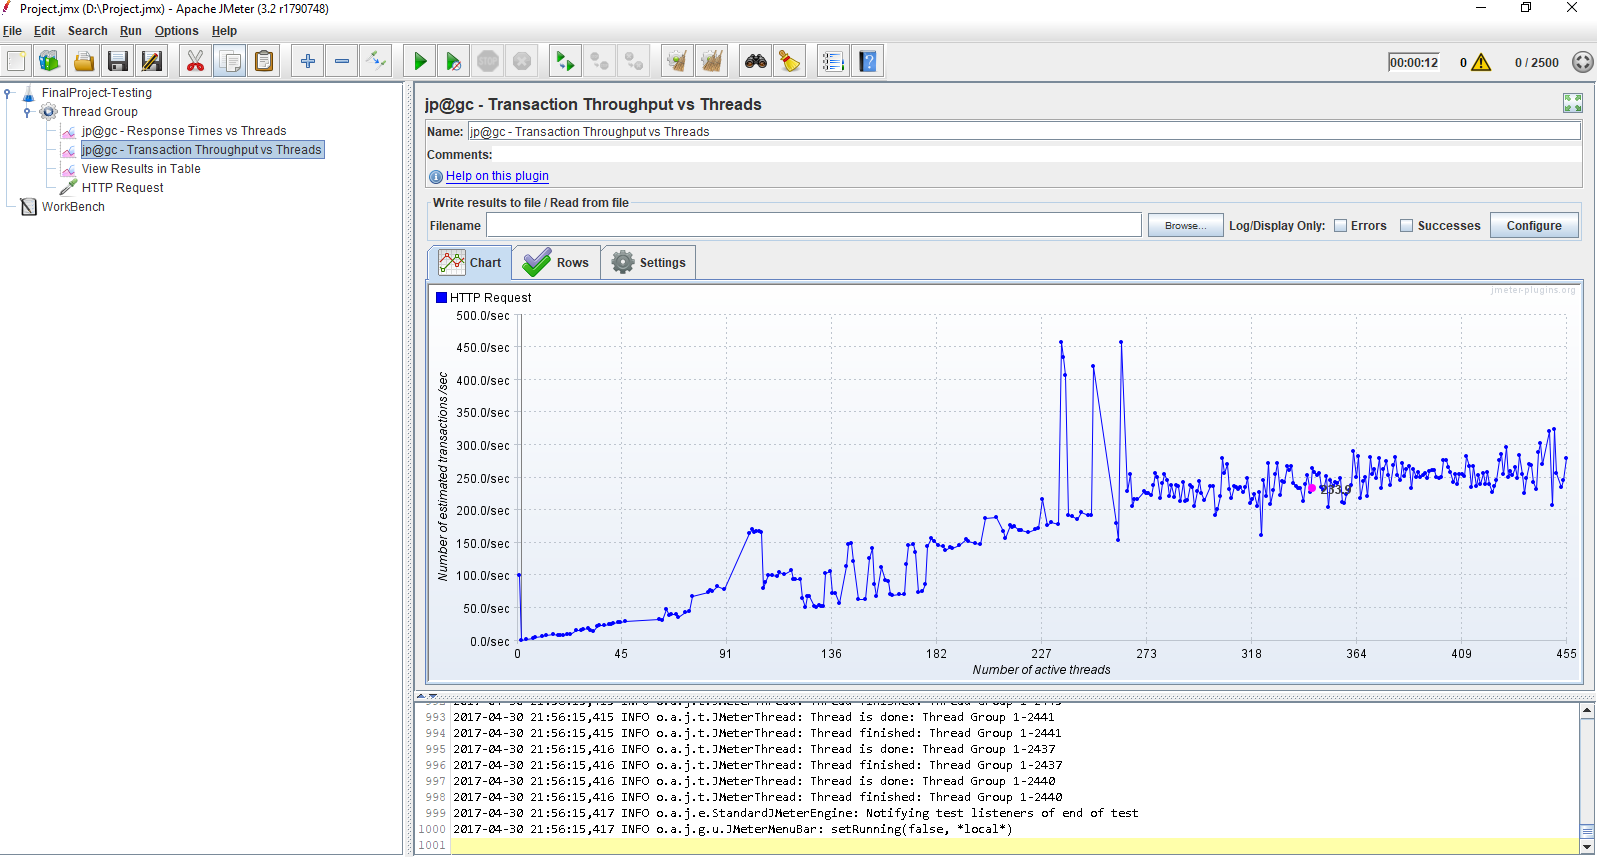 Project.jmx (D:\Project.jmx) - Apache JMeter (3.2 r1790748)
File Edit Search Run Options Help
STOP
00:00:12 0 0 / 2500
FinalProject-Testing
Thread Group
jp@gc - Response Times vs Threads
jp@gc - Transaction Throughput vs Threads
View Results in Table
HTTP Request
WorkBench
jp@gc - Transaction Throughput vs Threads
Name: jp@gc - Transaction Throughput vs Threads
Comments:
Help on this plugin
Write results to file / Read from file
Filename Browse... Log/Display Only: Errors Successes Configure
Chart Rows Settings
HTTP Request
jmeter-plugins.org
Number of estimated transactions /sec
500.0/sec
450.0/sec
400.0/sec
350.0/sec
300.0/sec
250.0/sec
200.0/sec
150.0/sec
100.0/sec
50.0/sec
0.0/sec
233.9
0 45 91 136 182 227 273 318 364 409 455
Number of active threads
993 2017-04-30 21:56:15,415 INFO o.a.j.t.JMeterThread: Thread is done: Thread Group 1-2441
994 2017-04-30 21:56:15,415 INFO o.a.j.t.JMeterThread: Thread finished: Thread Group 1-2441
995 2017-04-30 21:56:15,416 INFO o.a.j.t.JMeterThread: Thread is done: Thread Group 1-2437
996 2017-04-30 21:56:15,416 INFO o.a.j.t.JMeterThread: Thread finished: Thread Group 1-2437
997 2017-04-30 21:56:15,416 INFO o.a.j.t.JMeterThread: Thread is done: Thread Group 1-2440
998 2017-04-30 21:56:15,416 INFO o.a.j.t.JMeterThread: Thread finished: Thread Group 1-2440
999 2017-04-30 21:56:15,417 INFO o.a.j.e.StandardJMeterEngine: Notifying test listeners of end of test
1000 2017-04-30 21:56:15,417 INFO o.a.j.g.u.JMeterMenuBar: setRunning(false, *local*)
1001